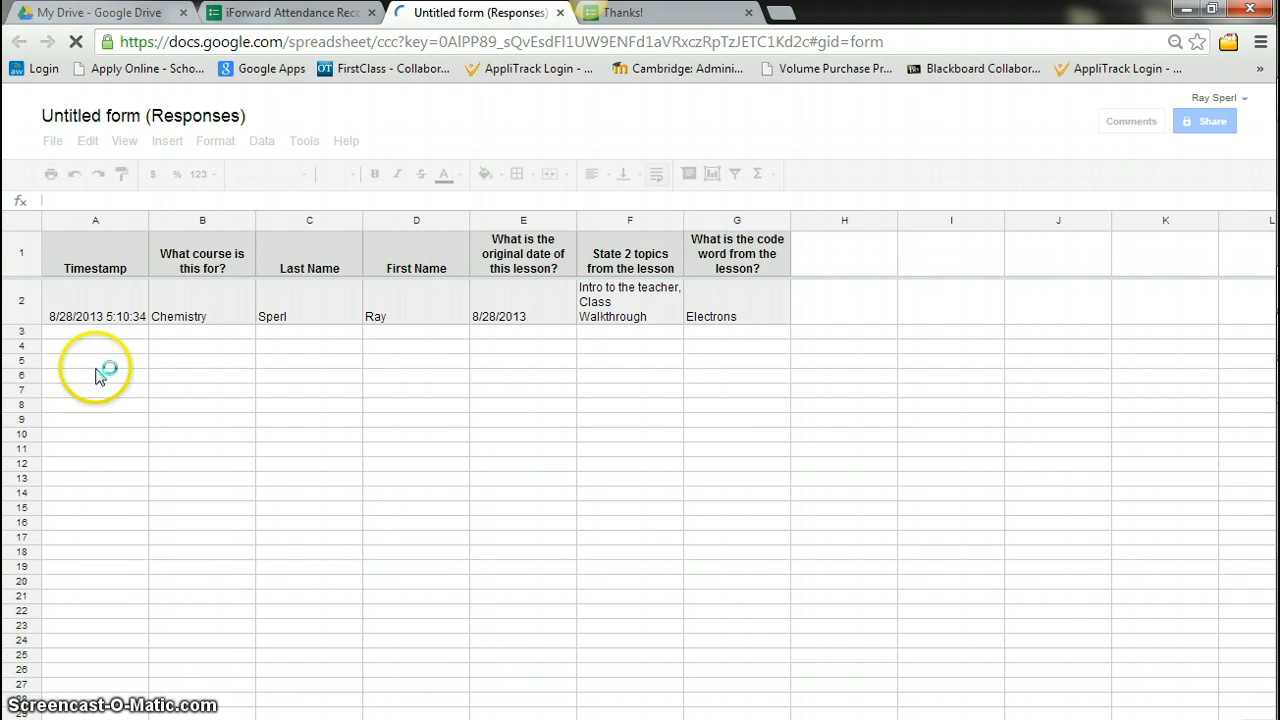 My Drive - Google Drive
iForward Attendance Reco
Untitled form (Responses)
Thanks!
https://docs.google.com/spreadsheet/ccc?key=0AlPP89_sQvEsdFl1UW9ENFd1aVRxczRpTzJETC1Kd2c#gid=form
Login Apply Online - Scho... Google Apps FirstClass - Collabor... AppliTrack Login - ... Cambridge: Admini... Volume Purchase Pr... Blackboard Collabor... AppliTrack Login - ... »
Ray Sperl
Untitled form (Responses)
Comments Share
File Edit View Insert Format Data Tools Help
$ % 123 B I S A Σ
fx
A B C D E F G H I J K L
1
Timestamp
What course is
this for?
Last Name
First Name
What is the
original date of
this lesson?
State 2 topics
from the lesson
What is the code
word from the
lesson?
2
8/28/2013 5:10:34
Chemistry
Sperl
Ray
8/28/2013
Intro to the teacher,
Class
Walkthrough
Electrons
3
4
5
6
7
8
9
10
11
12
13
14
15
16
17
18
19
20
21
22
23
24
25
26
27
28
29
Screencast-O-Matic.com